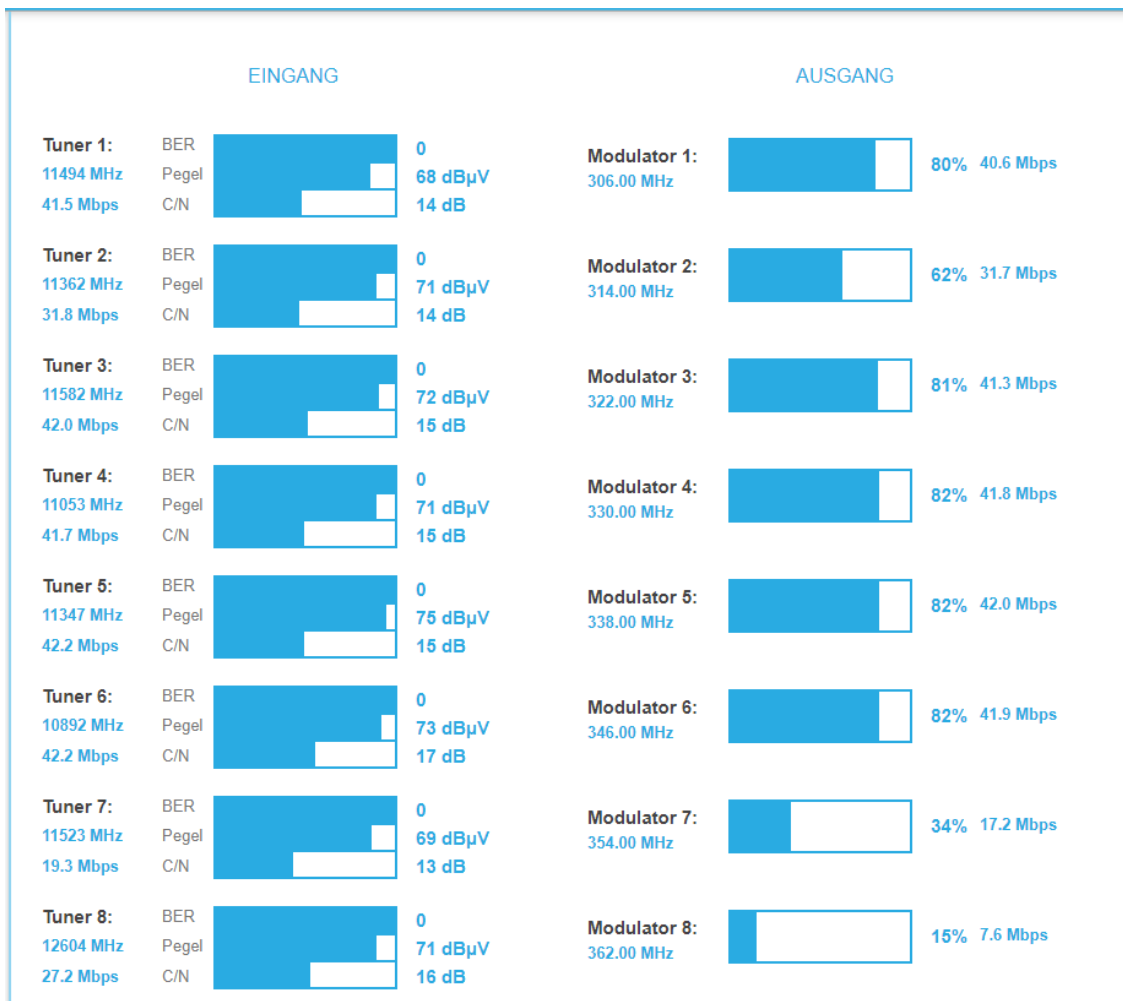 EINGANG AUSGANG
Tuner 1: BER 0
11494 MHz Pegel 68 dBµV
41.5 Mbps C/N 14 dB
Modulator 1: 80% 40.6 Mbps
306.00 MHz
Tuner 2: BER 0
11362 MHz Pegel 71 dBµV
31.8 Mbps C/N 14 dB
Modulator 2: 62% 31.7 Mbps
314.00 MHz
Tuner 3: BER 0
11582 MHz Pegel 72 dBµV
42.0 Mbps C/N 15 dB
Modulator 3: 81% 41.3 Mbps
322.00 MHz
Tuner 4: BER 0
11053 MHz Pegel 71 dBµV
41.7 Mbps C/N 15 dB
Modulator 4: 82% 41.8 Mbps
330.00 MHz
Tuner 5: BER 0
11347 MHz Pegel 75 dBµV
42.2 Mbps C/N 15 dB
Modulator 5: 82% 42.0 Mbps
338.00 MHz
Tuner 6: BER 0
10892 MHz Pegel 73 dBµV
42.2 Mbps C/N 17 dB
Modulator 6: 82% 41.9 Mbps
346.00 MHz
Tuner 7: BER 0
11523 MHz Pegel 69 dBµV
19.3 Mbps C/N 13 dB
Modulator 7: 34% 17.2 Mbps
354.00 MHz
Tuner 8: BER 0
12604 MHz Pegel 71 dBµV
27.2 Mbps C/N 16 dB
Modulator 8: 15% 7.6 Mbps
362.00 MHz